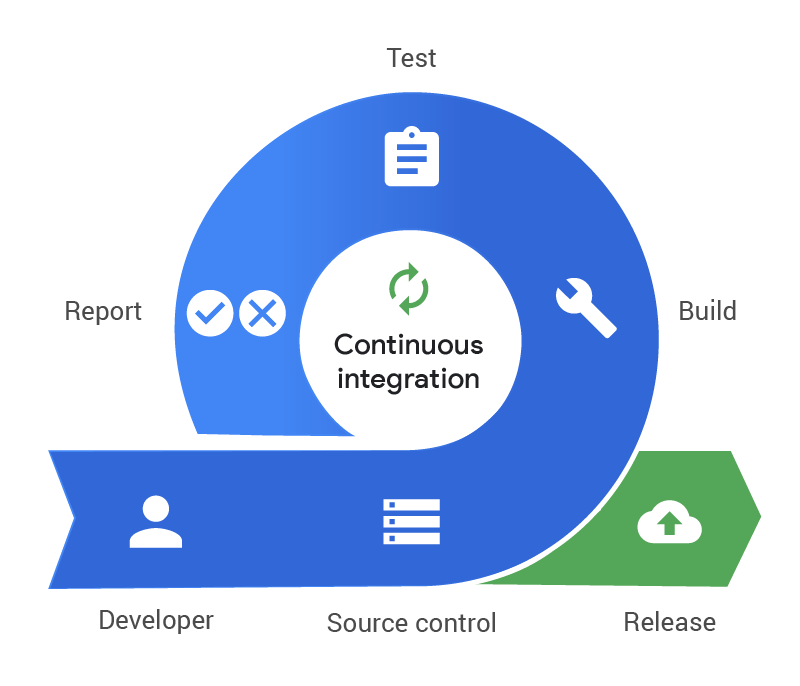 Test
Report
Build
Continuous
integration
Developer
Source control
Release